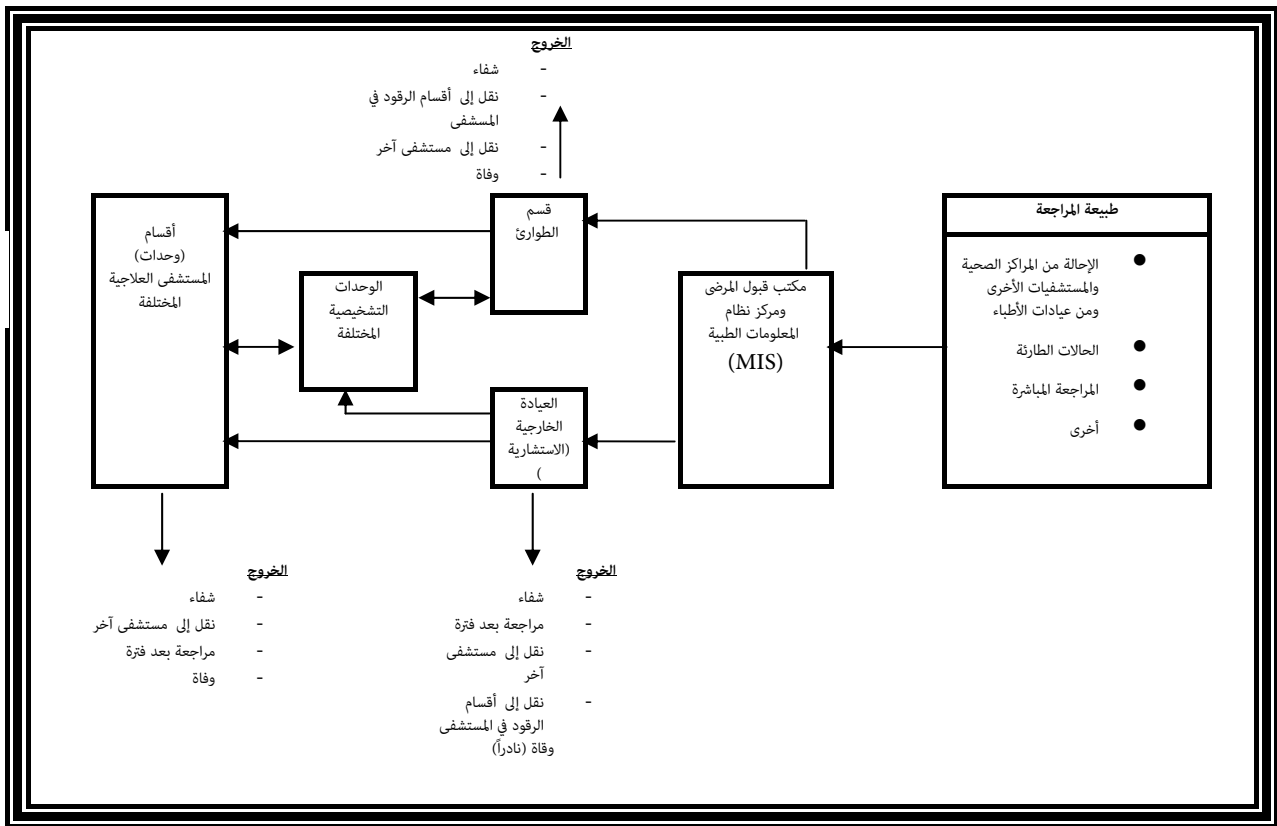 الخروج
- شفاء
- نقل إلى أقسام الرقود في
المسشفى
- نقل إلى مستشفى آخر
- وفاة
طبيعة المراجعة
● الإحالة من المراكز الصحية
والمستشفيات الأخرى
ومن عيادات الأطباء
● الحالات الطارئة
● المراجعة المباشرة
● أخرى
مكتب قبول المرضى
ومركز نظام
المعلومات الطبية
(MIS)
قسم
الطوارئ
الوحدات
التشخيصية
المختلفة
العيادة
الخارجية
(الاستشارية
)
أقسام
(وحدات)
المستشفى العلاجية
المختلفة
الخروج
- شفاء
- مراجعة بعد فترة
- نقل إلى مستشفى
آخر
- نقل إلى أقسام
الرقود في المستشفى
وقاة (نادراً)
الخروج
- شفاء
- نقل إلى مستشفى آخر
- مراجعة بعد فترة
- وفاة